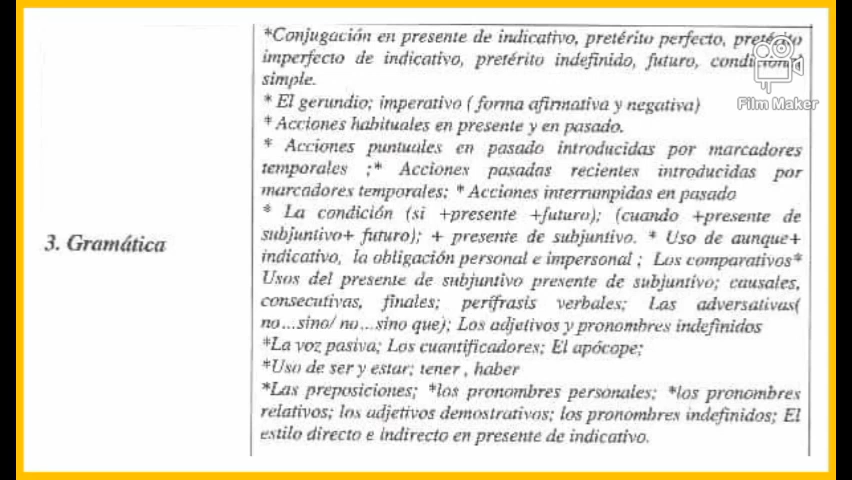 *Conjugación en presente de indicativo, pretérito perfecto, pretérito
imperfecto de indicativo, pretérito indefinido, futuro, condicional
simple.
* El gerundio; imperativo ( forma afirmativa y negativa)
* Acciones habituales en presente y en pasado.
* Acciones puntuales en pasado introducidas por marcadores
temporales ;* Acciones pasadas recientes introducidas por
marcadores temporales; * Acciones interrumpidas en pasado
* La condición (si +presente +futuro); (cuando +presente de
subjuntivo+ futuro); + presente de subjuntivo. * Uso de aunque+
indicativo, la obligación personal e impersonal ; Los comparativos*
Usos del presente de subjuntivo presente de subjuntivo; causales,
consecutivas, finales; perífrasis verbales; Las adversativas(
no...sino/ no...sino que); Los adjetivos y pronombres indefinidos
*La voz pasiva; Los cuantificadores; El apócope;
*Uso de ser y estar; tener , haber
*Las preposiciones; *los pronombres personales; *los pronombres
relativos; los adjetivos demostrativos; los pronombres indefinidos; El
estilo directo e indirecto en presente de indicativo.
3. Gramática
Film Maker